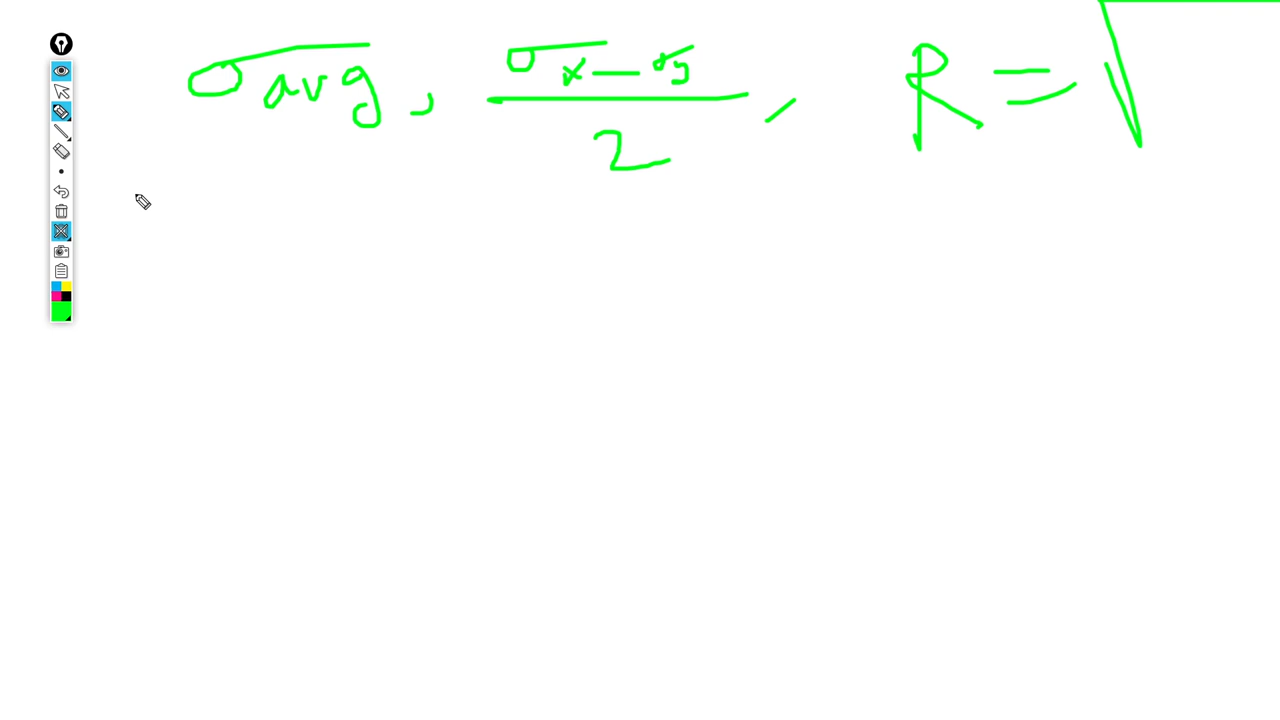 σavg, σx - σy / 2, R = √